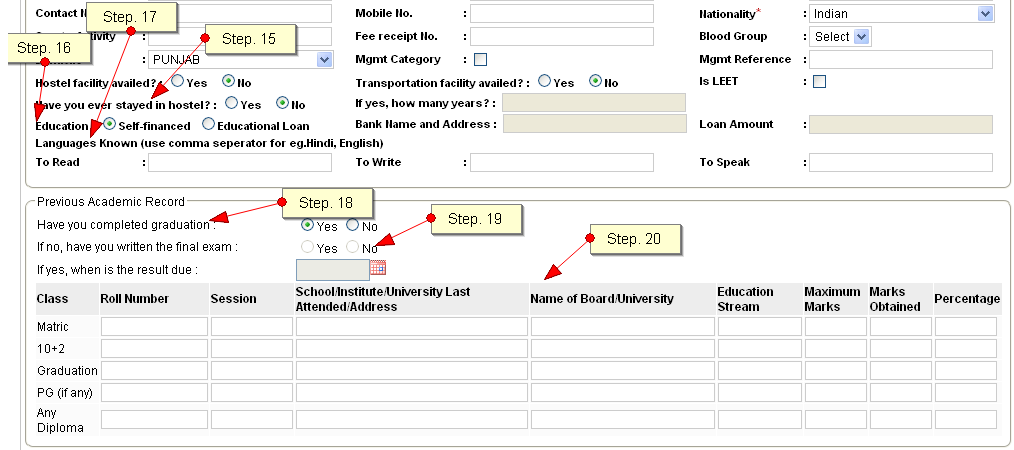 Step. 17
Contact N
Mobile No. :
Nationality* : Indian
Step. 16
Step. 15
Fee receipt No. :
Blood Group : Select
: PUNJAB
Mgmt Category :
Mgmt Reference :
Hostel facility availed? : Yes No
Transportation facility availed? : Yes No
Is LEET :
Have you ever stayed in hostel? : Yes No
If yes, how many years? :
Education Self-financed Educational Loan
Bank Name and Address :
Loan Amount :
Languages Known (use comma seperator for eg.Hindi, English)
To Read :
To Write :
To Speak :
Previous Academic Record
Step. 18
Step. 19
Step. 20
Have you completed graduation : Yes No
If no, have you written the final exam : Yes No
If yes, when is the result due :
Class Roll Number Session School/Institute/University Last Attended/Address Name of Board/University Education Stream Maximum Marks Marks Obtained Percentage
Matric
10+2
Graduation
PG (if any)
Any
Diploma